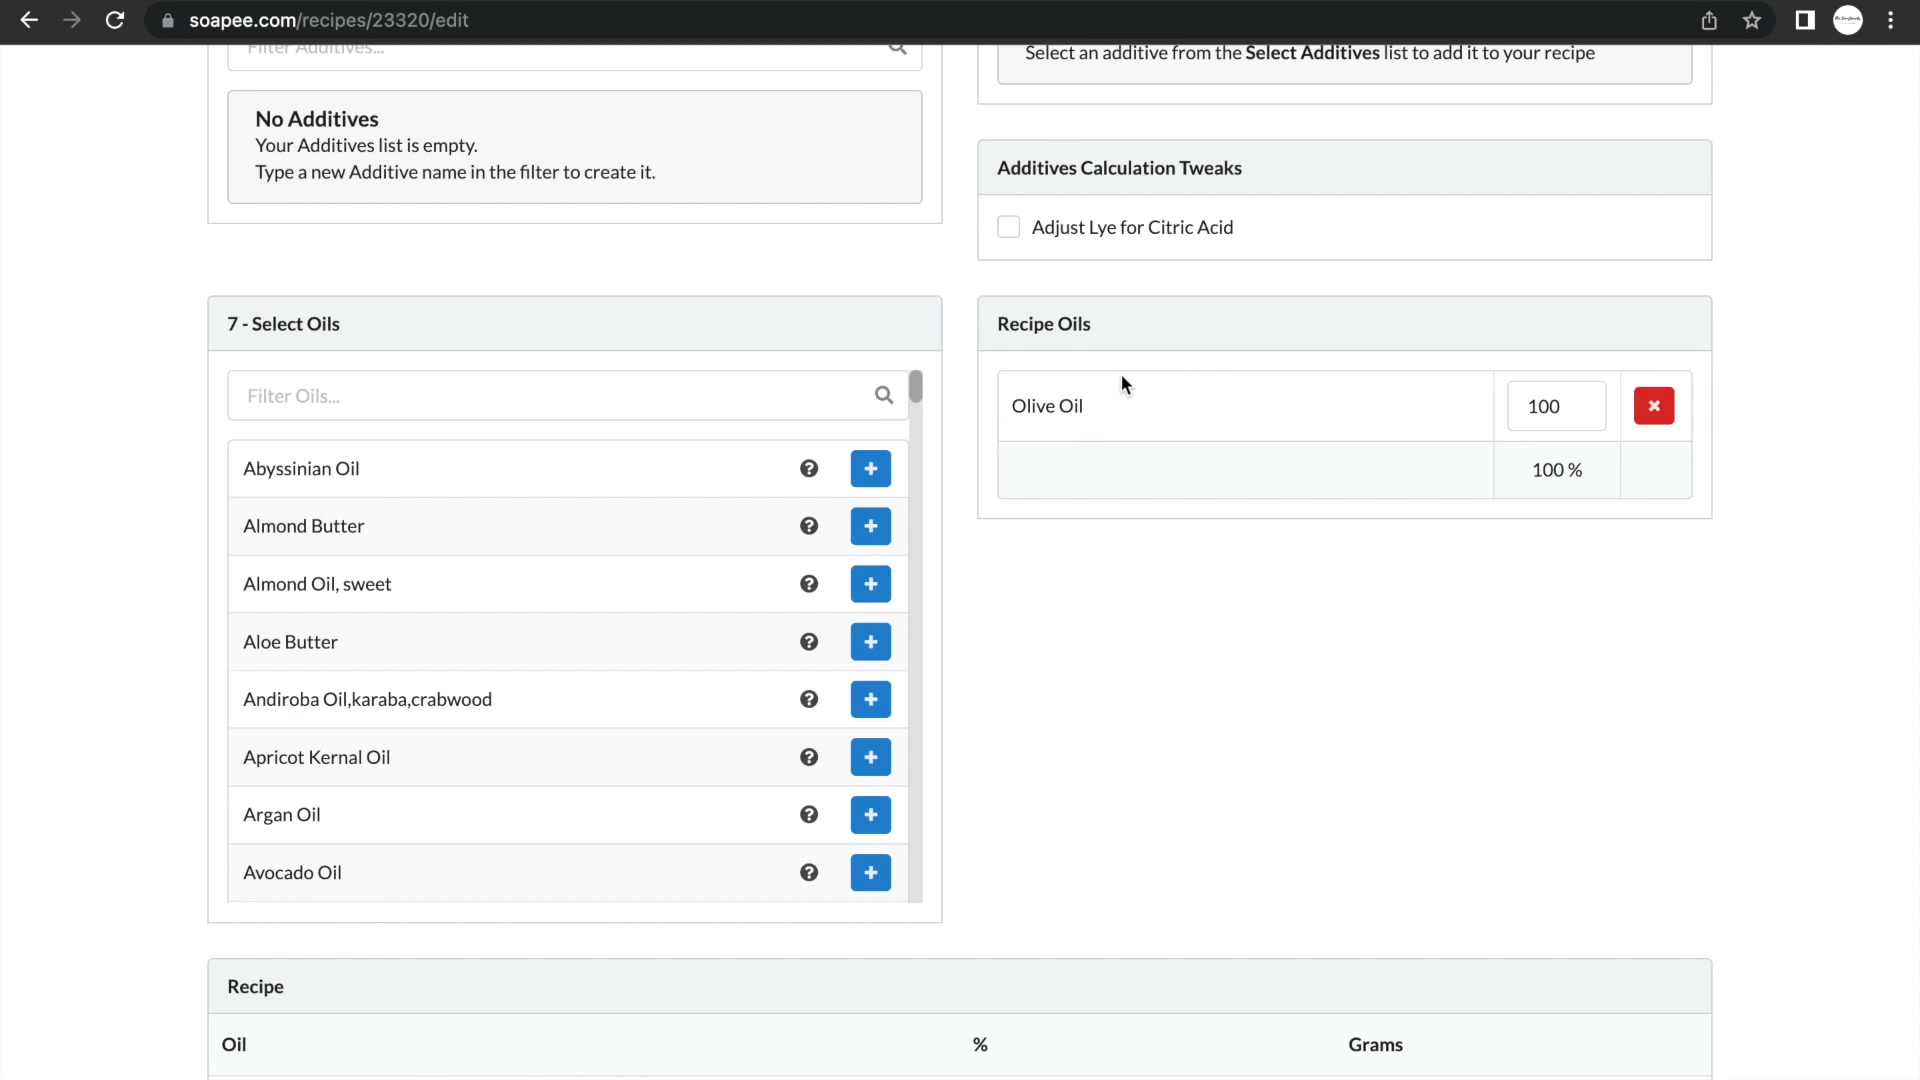 soapee.com/recipes/23320/edit
Filter Additives...
Select an additive from the Select Additives list to add it to your recipe
No Additives
Your Additives list is empty.
Type a new Additive name in the filter to create it.
Additives Calculation Tweaks
Adjust Lye for Citric Acid
7 - Select Oils
Filter Oils...
Abyssinian Oil
Almond Butter
Almond Oil, sweet
Aloe Butter
Andiroba Oil,karaba,crabwood
Apricot Kernal Oil
Argan Oil
Avocado Oil
Recipe Oils
Olive Oil 100
100 %
Recipe
Oil % Grams